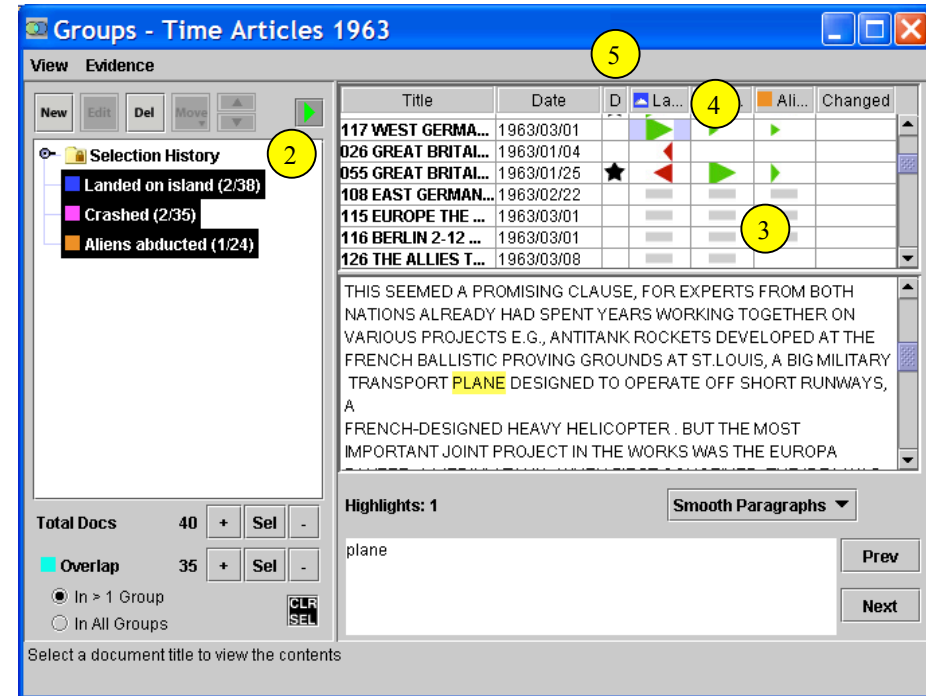 Groups - Time Articles 1963
View Evidence
5
New Edit Del Move
2
Selection History
Landed on island (2/38)
Crashed (2/35)
Aliens abducted (1/24)
Total Docs 40 + Sel -
Overlap 35 + Sel -
In > 1 Group
In All Groups
CLR
SEL
Title Date D La... 4 . Ali... Changed
117 WEST GERMA... 1963/03/01
026 GREAT BRITAI... 1963/01/04
055 GREAT BRITAI... 1963/01/25
108 EAST GERMAN... 1963/02/22
115 EUROPE THE ... 1963/03/01
116 BERLIN 2-12 ... 1963/03/01
3
126 THE ALLIES T... 1963/03/08
THIS SEEMED A PROMISING CLAUSE, FOR EXPERTS FROM BOTH
NATIONS ALREADY HAD SPENT YEARS WORKING TOGETHER ON
VARIOUS PROJECTS E.G., ANTITANK ROCKETS DEVELOPED AT THE
FRENCH BALLISTIC PROVING GROUNDS AT ST.LOUIS, A BIG MILITARY
TRANSPORT PLANE DESIGNED TO OPERATE OFF SHORT RUNWAYS,
A
FRENCH-DESIGNED HEAVY HELICOPTER . BUT THE MOST
IMPORTANT JOINT PROJECT IN THE WORKS WAS THE EUROPA
Highlights: 1 Smooth Paragraphs
plane
Prev
Next
Select a document title to view the contents